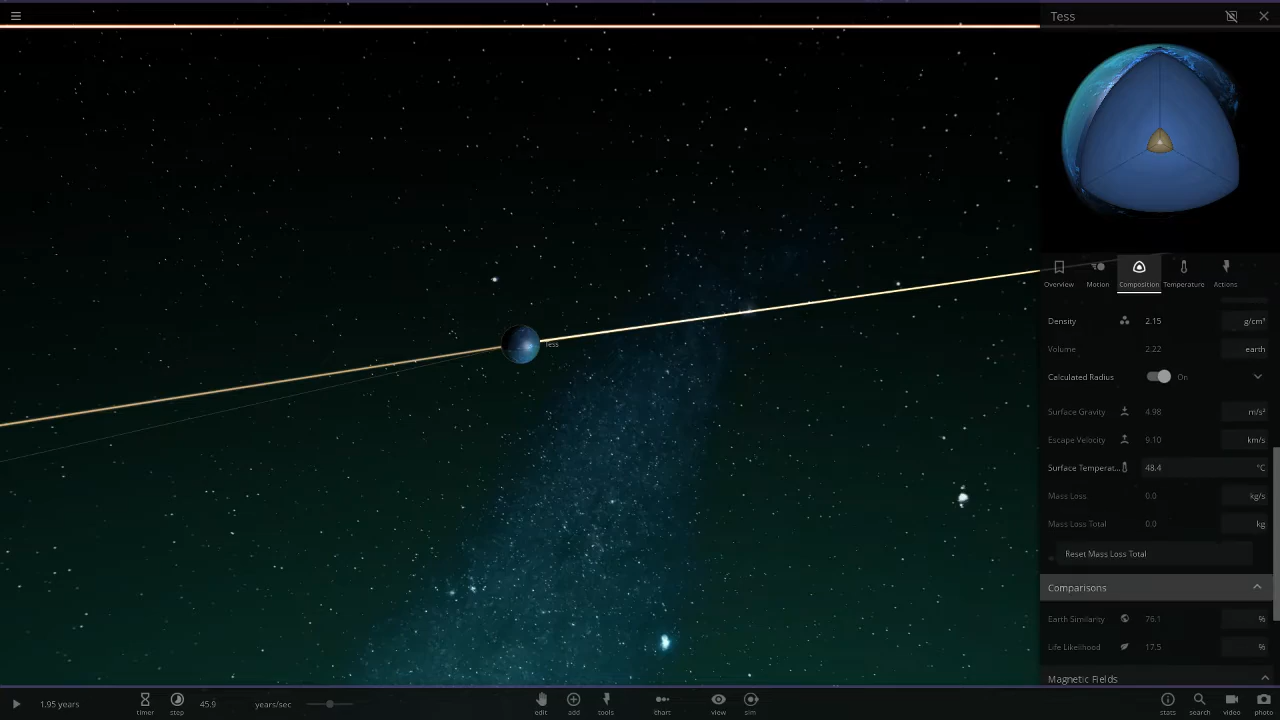 Tess
Overview Motion Composition Temperature Actions
Density 2.15 g/cm³
Volume 2.22 earth
Calculated Radius On
Surface Gravity 4.98 m/s²
Escape Velocity 9.10 km/s
Surface Temperat... 48.4 °C
Mass Loss 0.0 kg/s
Mass Loss Total 0.0 kg
Reset Mass Loss Total
Comparisons
Earth Similarity 76.1 %
Life Likelihood 17.5 %
Magnetic Fields
Tess
1.95 years timer step 45.9 years/sec edit add tools chart view sim stats search video photo